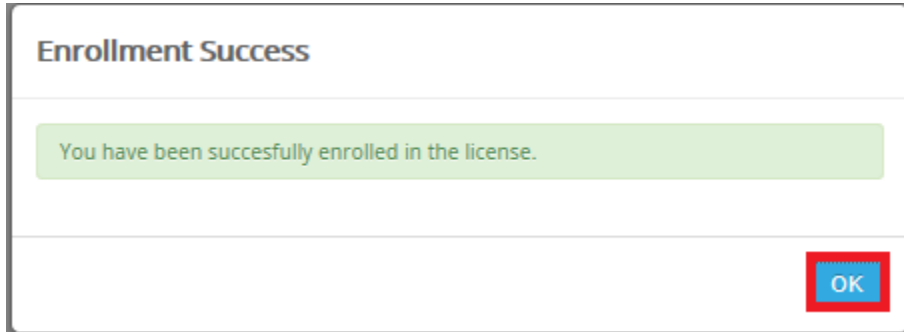 Enrollment Success
You have been succesfully enrolled in the license.
OK